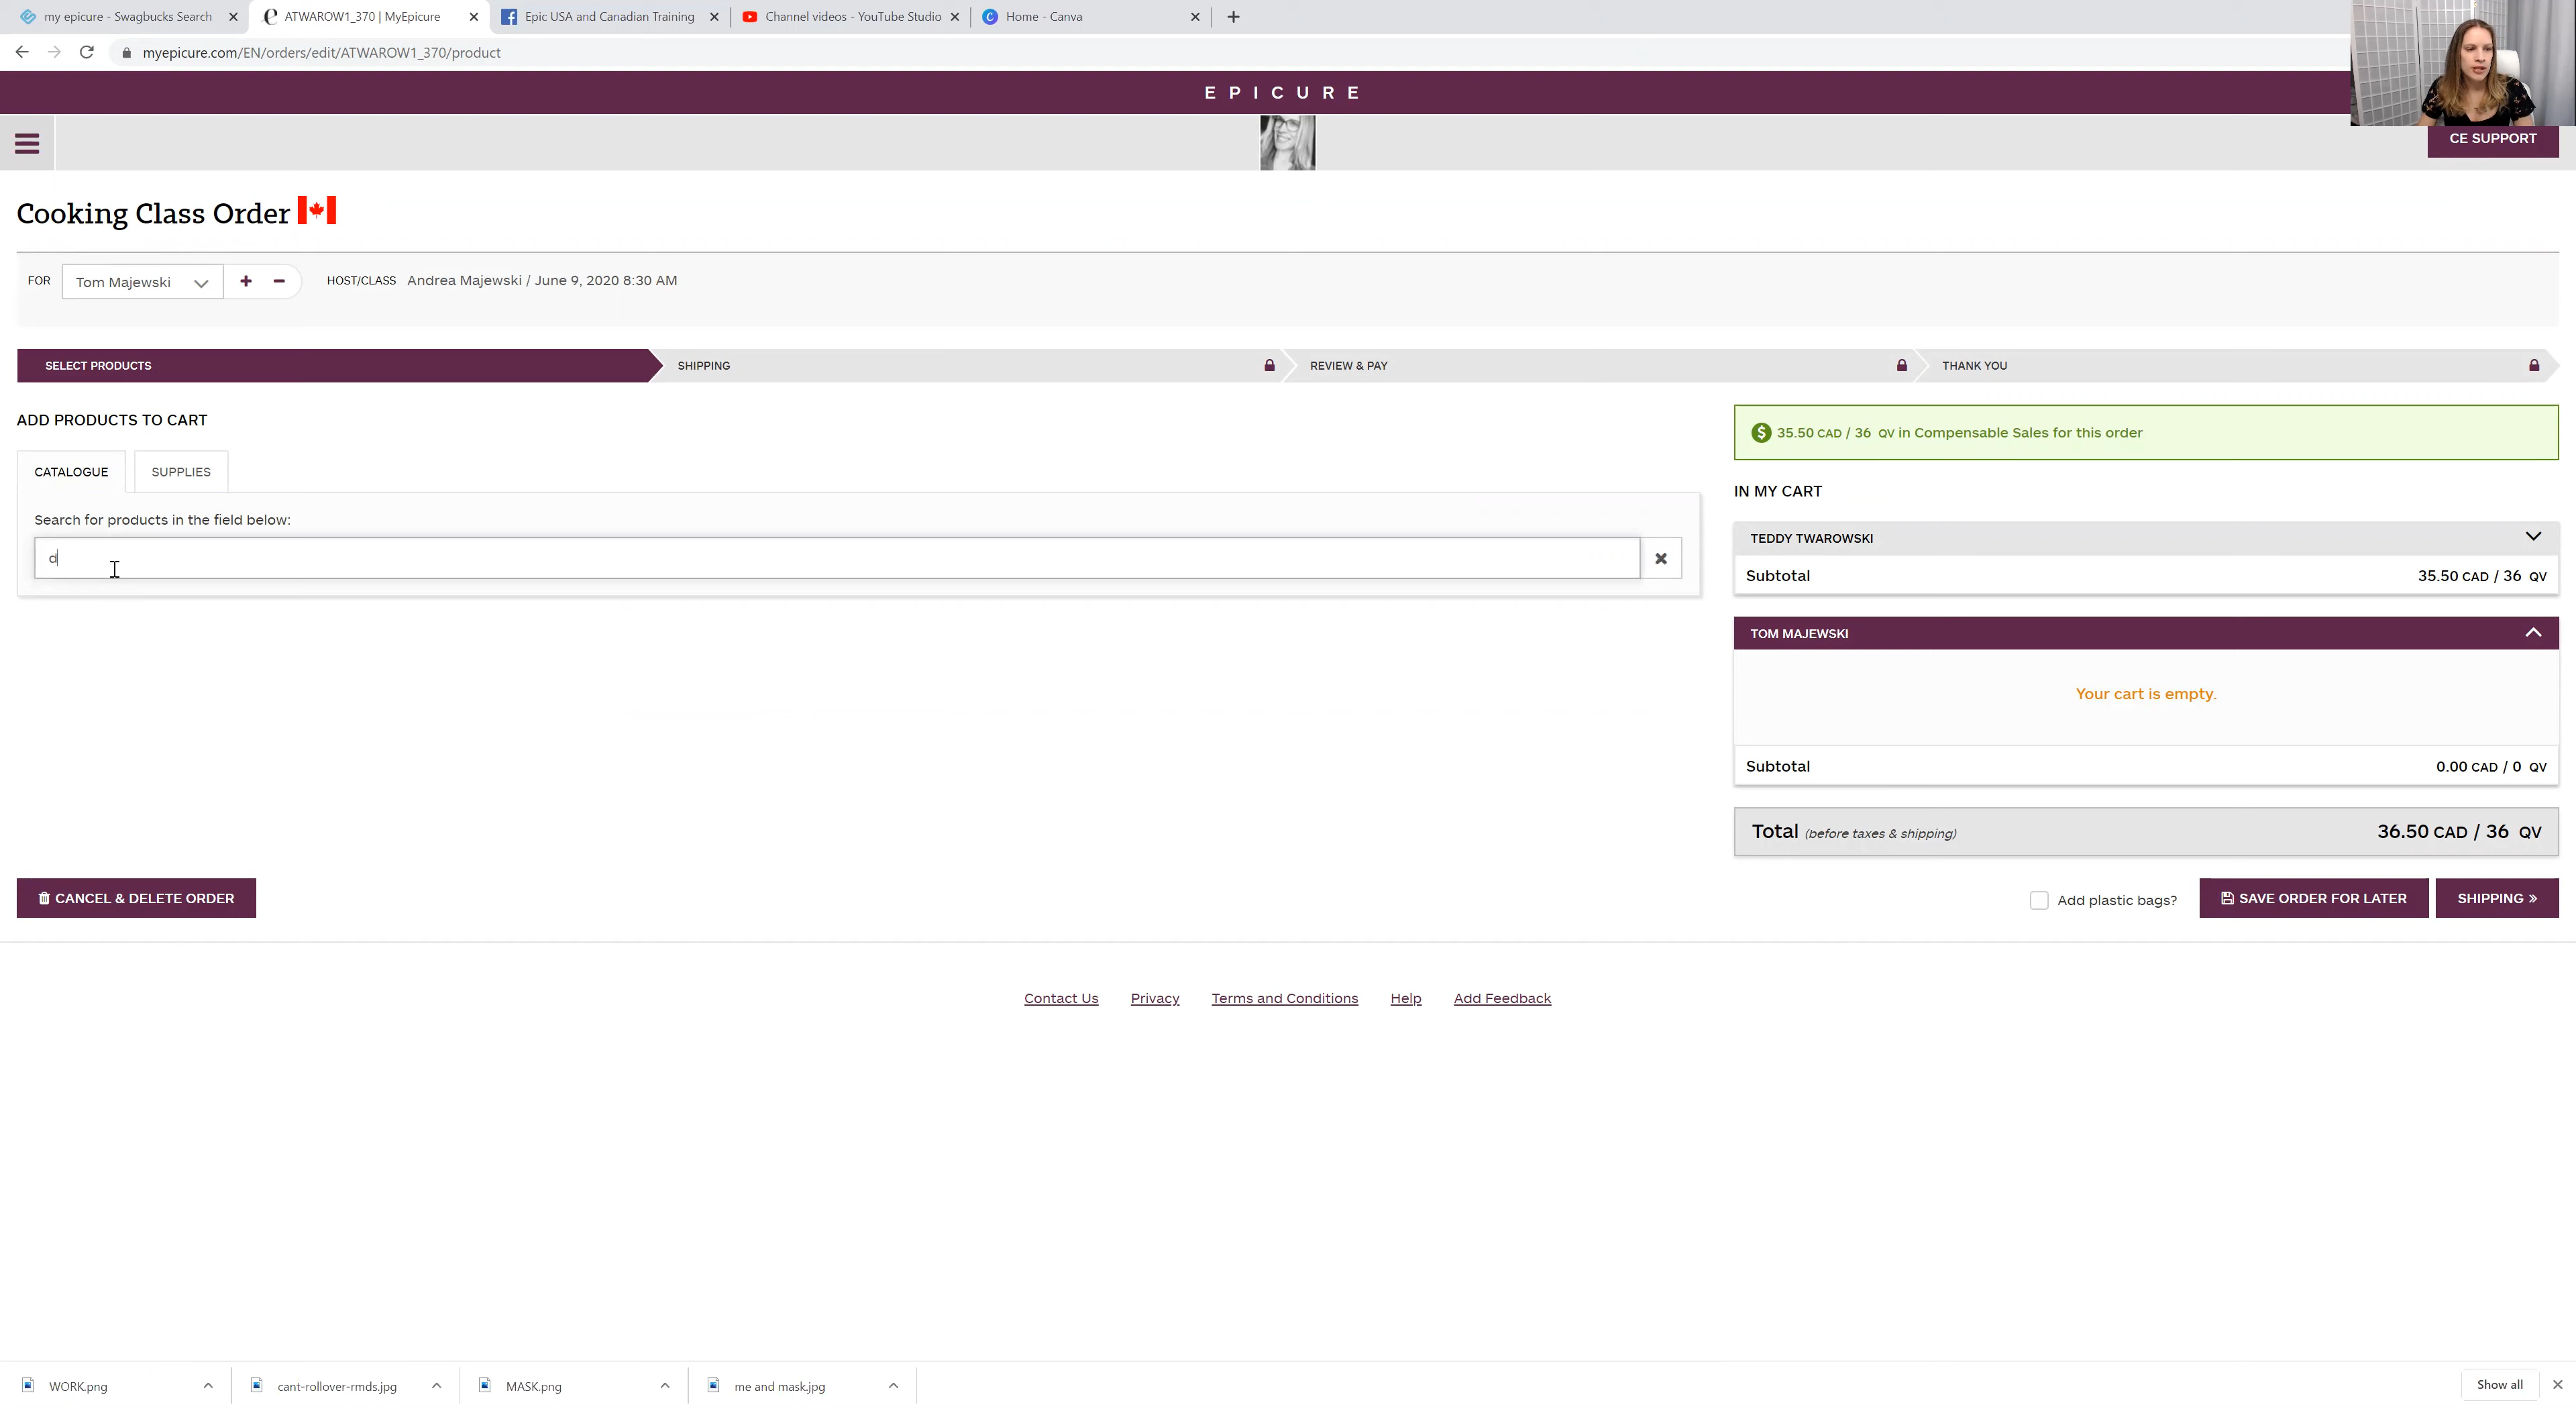 my epicure - Swagbucks Search
ATWAROW1_370 | MyEpicure
Epic USA and Canadian Training
Channel videos - YouTube Studio
Home - Canva
myepicure.com/EN/orders/edit/ATWAROW1_370/product
EPICURE
CE SUPPORT
Cooking Class Order
FOR Tom Majewski + − HOST/CLASS Andrea Majewski / June 9, 2020 8:30 AM
SELECT PRODUCTS SHIPPING REVIEW & PAY THANK YOU
ADD PRODUCTS TO CART
CATALOGUE SUPPLIES
Search for products in the field below:
d
$ 35.50 CAD / 36 QV in Compensable Sales for this order
IN MY CART
TEDDY TWAROWSKI
Subtotal 35.50 CAD / 36 QV
TOM MAJEWSKI
Your cart is empty.
Subtotal 0.00 CAD / 0 QV
Total (before taxes & shipping) 36.50 CAD / 36 QV
CANCEL & DELETE ORDER
Add plastic bags? SAVE ORDER FOR LATER SHIPPING »
Contact Us Privacy Terms and Conditions Help Add Feedback
WORK.png cant-rollover-rmds.jpg MASK.png me and mask.jpg Show all